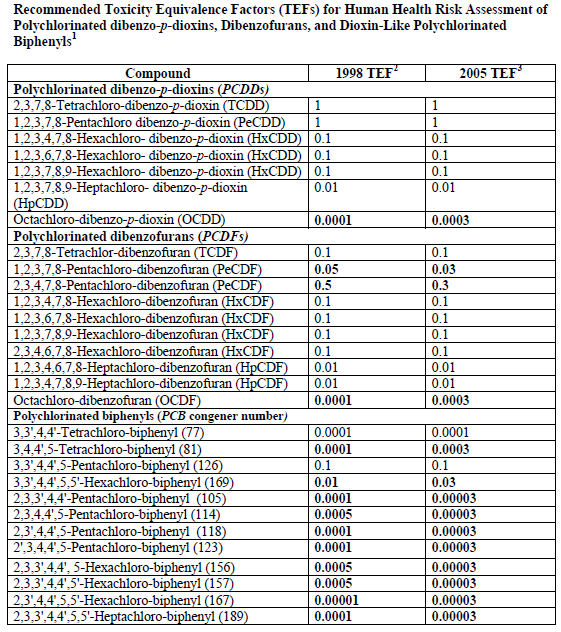 Recommended Toxicity Equivalence Factors (TEFs) for Human Health Risk Assessment of
Polychlorinated dibenzo-p-dioxins, Dibenzofurans, and Dioxin-Like Polychlorinated
Biphenyls1
Compound 1998 TEF2 2005 TEF3
Polychlorinated dibenzo-p-dioxins (PCDDs)
2,3,7,8-Tetrachloro-dibenzo-p-dioxin (TCDD) 1 1
1,2,3,7,8-Pentachloro dibenzo-p-dioxin (PeCDD) 1 1
1,2,3,4,7,8-Hexachloro- dibenzo-p-dioxin (HxCDD) 0.1 0.1
1,2,3,6,7,8-Hexachloro- dibenzo-p-dioxin (HxCDD) 0.1 0.1
1,2,3,7,8,9-Hexachloro- dibenzo-p-dioxin (HxCDD) 0.1 0.1
1,2,3,7,8,9-Heptachloro- dibenzo-p-dioxin 0.01 0.01
(HpCDD)
Octachloro-dibenzo-p-dioxin (OCDD) 0.0001 0.0003
Polychlorinated dibenzofurans (PCDFs)
2,3,7,8-Tetrachlor-dibenzofuran (TCDF) 0.1 0.1
1,2,3,7,8-Pentachloro-dibenzofuran (PeCDF) 0.05 0.03
2,3,4,7,8-Pentachloro-dibenzofuran (PeCDF) 0.5 0.3
1,2,3,4,7,8-Hexachloro-dibenzofuran (HxCDF) 0.1 0.1
1,2,3,6,7,8-Hexachloro-dibenzofuran (HxCDF) 0.1 0.1
1,2,3,7,8,9-Hexachloro-dibenzofuran (HxCDF) 0.1 0.1
2,3,4,6,7,8-Hexachloro-dibenzofuran (HxCDF) 0.1 0.1
1,2,3,4,6,7,8-Heptachloro-dibenzofuran (HpCDF) 0.01 0.01
1,2,3,4,7,8,9-Heptachloro-dibenzofuran (HpCDF) 0.01 0.01
Octachloro-dibenzofuran (OCDF) 0.0001 0.0003
Polychlorinated biphenyls (PCB congener number)
3,3',4,4'-Tetrachloro-biphenyl (77) 0.0001 0.0001
3,4,4',5-Tetrachloro-biphenyl (81) 0.0001 0.0003
3,3',4,4',5-Pentachloro-biphenyl (126) 0.1 0.1
3,3',4,4',5,5'-Hexachloro-biphenyl (169) 0.01 0.03
2,3,3',4,4'-Pentachloro-biphenyl (105) 0.0001 0.00003
2,3,4,4',5-Pentachloro-biphenyl (114) 0.0005 0.00003
2,3',4,4',5-Pentachloro-biphenyl (118) 0.0001 0.00003
2',3,4,4',5-Pentachloro-biphenyl (123) 0.0001 0.00003
2,3,3',4,4', 5-Hexachloro-biphenyl (156) 0.0005 0.00003
2,3,3',4,4',5'-Hexachloro-biphenyl (157) 0.0005 0.00003
2,3',4,4',5,5'-Hexachloro-biphenyl (167) 0.00001 0.00003
2,3,3',4,4',5,5'-Heptachloro-biphenyl (189) 0.0001 0.00003